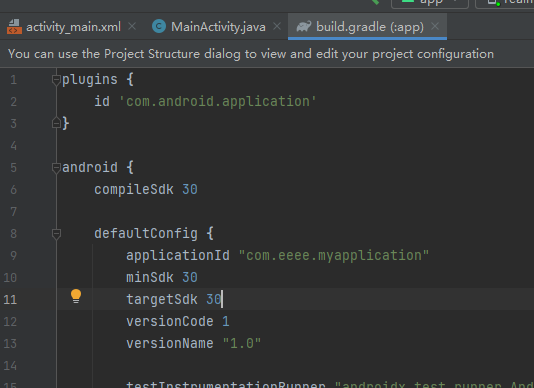 app
activity_main.xml × MainActivity.java × build.gradle (:app) ×
You can use the Project Structure dialog to view and edit your project configuration
1 plugins {
2 id 'com.android.application'
3 }
4
5 android {
6 compileSdk 30
7
8 defaultConfig {
9 applicationId "com.eeee.myapplication"
10 minSdk 30
11 targetSdk 30
12 versionCode 1
13 versionName "1.0"
14